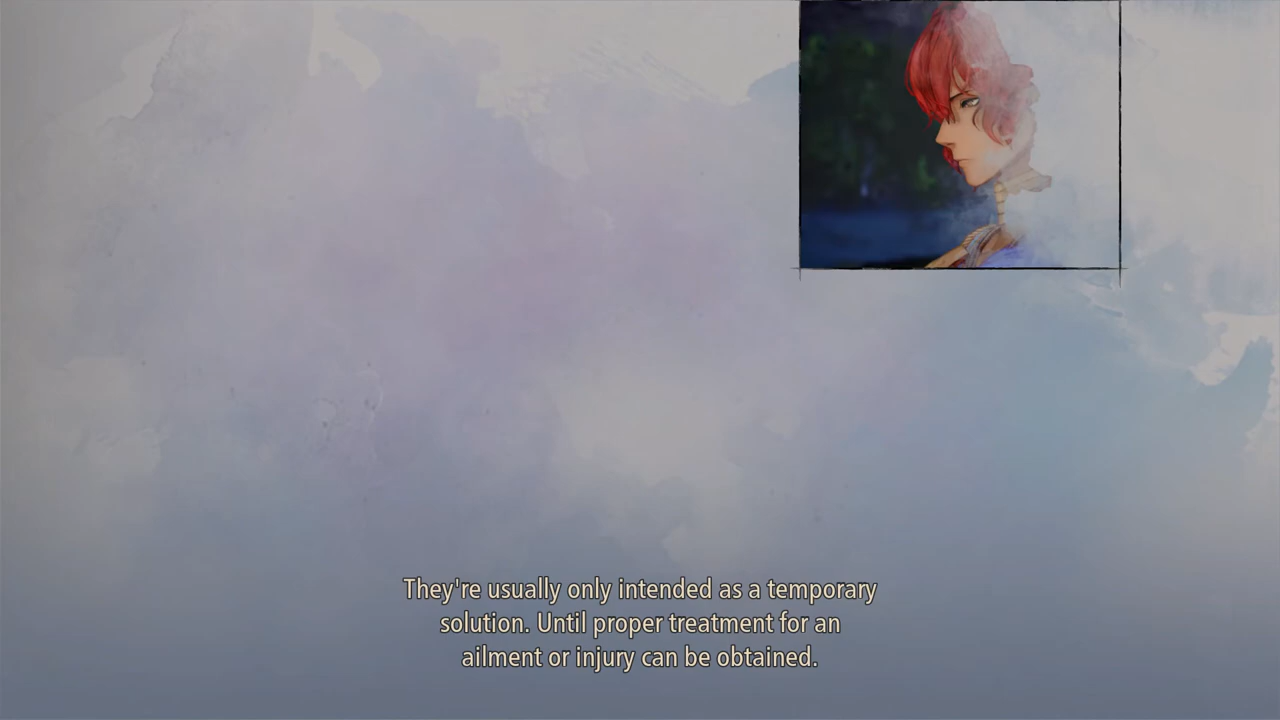 They're usually only intended as a temporary
solution. Until proper treatment for an
ailment or injury can be obtained.